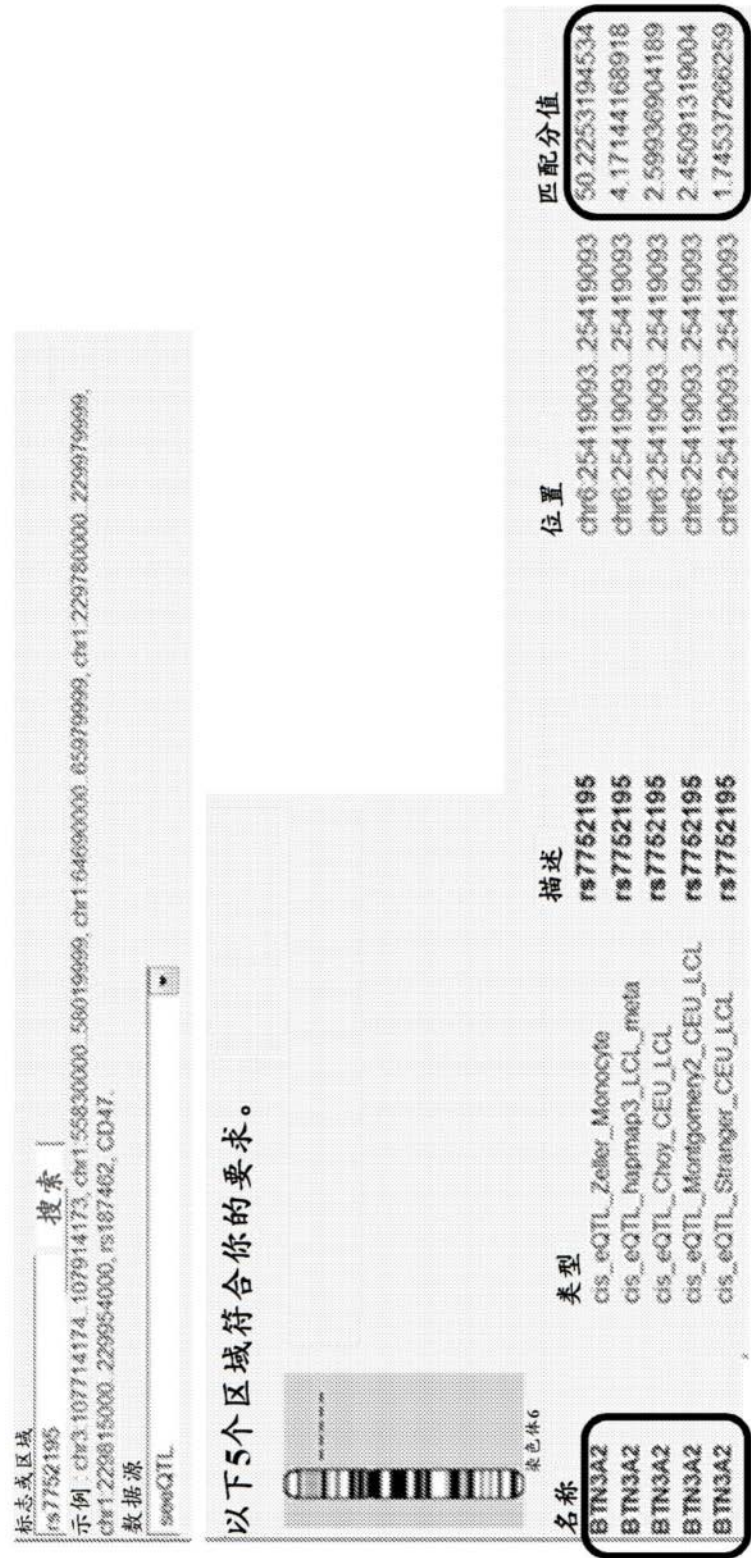 标志或区域
rs7752195 搜索
示例：chr3:107714174..107914173, chr1:55830000..58019999, chr1:64690000..65979999, chr1:229780000..229979999,
chr1:229815000..229954000, rs187462, CD47.
数据源
seeQTL
以下5个区域符合你的要求。
染色体6
名称 类型 描述 位置 匹配分值
BTN3A2 cis_eQTL_Zeller_Monocyte rs7752195 chr6:25419093..25419093 50.2253194534
BTN3A2 cis_eQTL_hapmap3_LCL_meta rs7752195 chr6:25419093..25419093 4.17144168918
BTN3A2 cis_eQTL_Choy_CEU_LCL rs7752195 chr6:25419093..25419093 2.59936904189
BTN3A2 cis_eQTL_Montgomery2_CEU_LCL rs7752195 chr6:25419093..25419093 2.45091319004
BTN3A2 cis_eQTL_Stranger_CEU_LCL rs7752195 chr6:25419093..25419093 1.74537266259